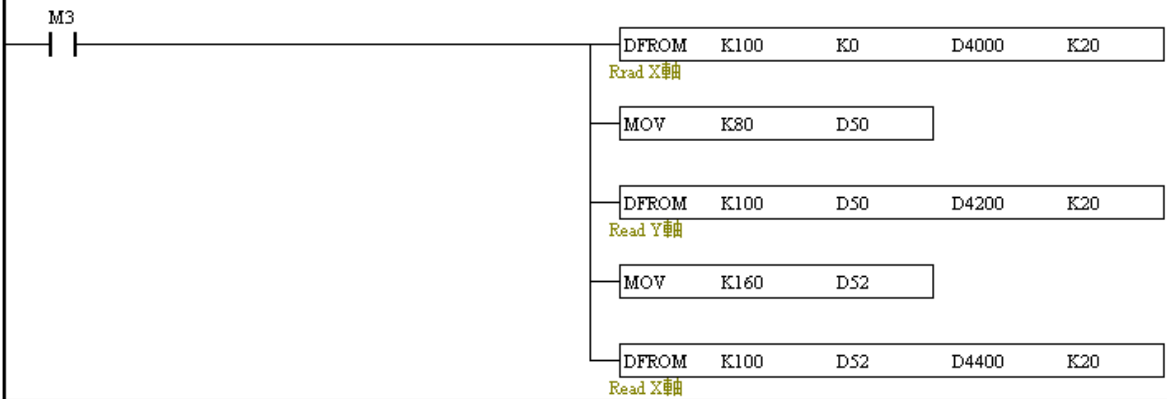 M3
DFROM K100 K0 D4000 K20
Rrad X軸
MOV K80 D50
DFROM K100 D50 D4200 K20
Read Y軸
MOV K160 D52
DFROM K100 D52 D4400 K20
Read X軸